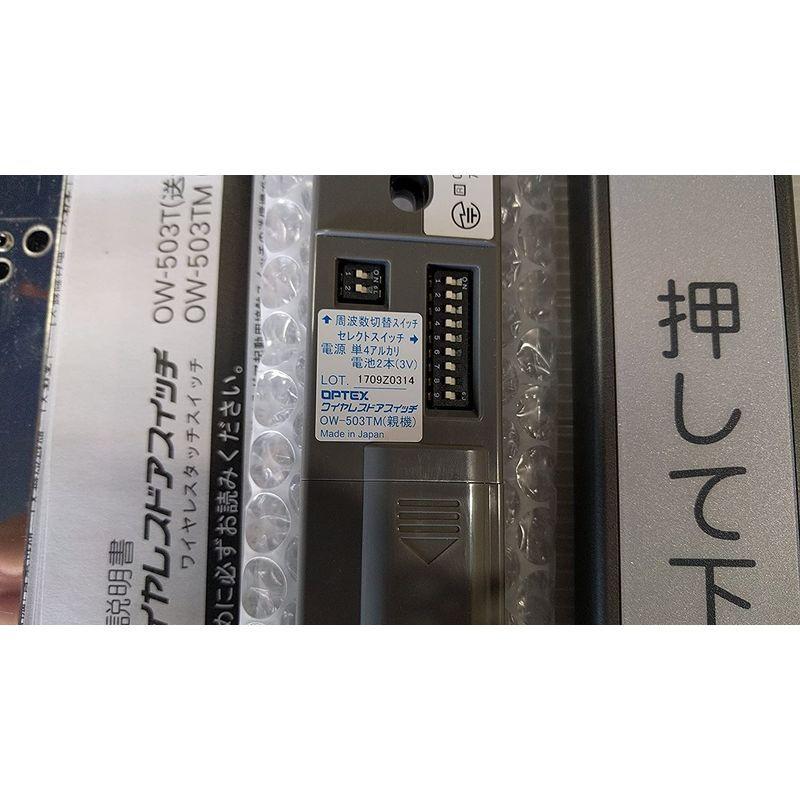 OW-503T(送
OW-503TM
ワイヤレスタッチスイッチ
イヤレスドアスイッチ
説明書
めに必ずお読みください。
ON
1 2
ON
1 2 3 4 5 6 7 8 9
↑周波数切替スイッチ
セレクトスイッチ→
電源 単4アルカリ
電池2本(3V)
LOT. 1709Z0314
OPTEX
ワイヤレスドアスイッチ
OW-503TM(親機)
Made in Japan
押して下